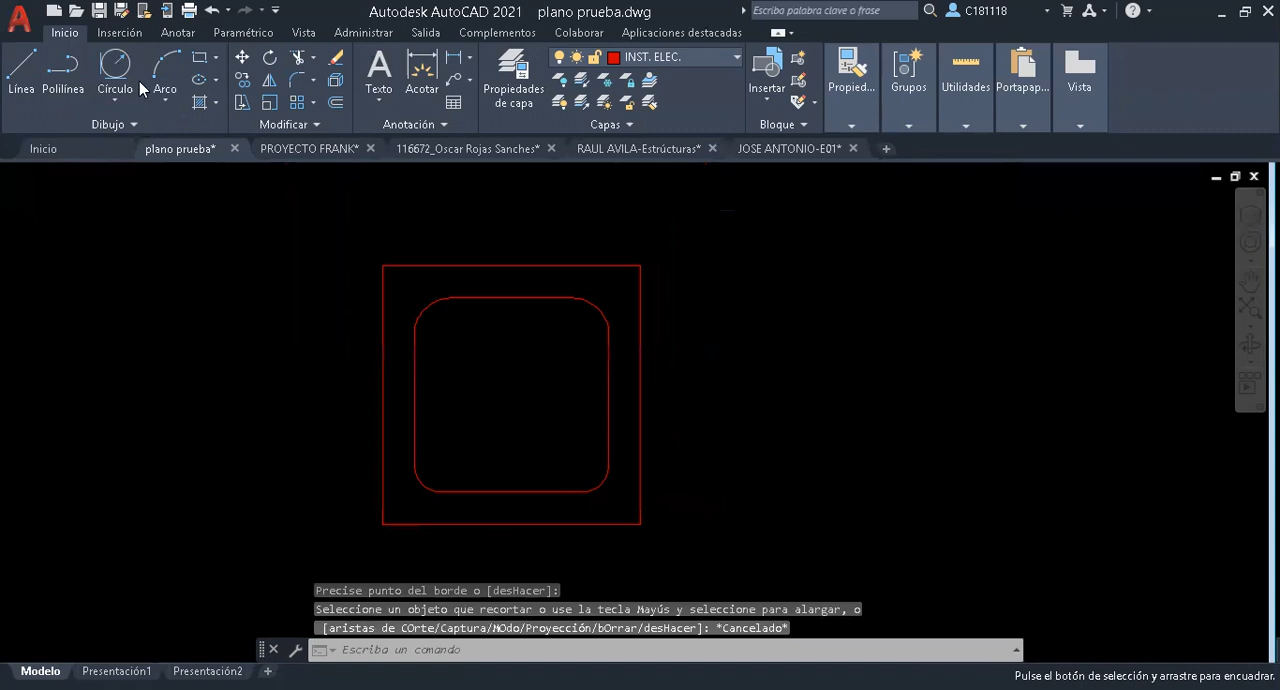 Autodesk AutoCAD 2021 plano prueba.dwg
Escriba palabra clave o frase
C181118
Inicio Inserción Anotar Paramétrico Vista Administrar Salida Complementos Colaborar Aplicaciones destacadas
INST. ELEC.
Línea Polilínea Círculo Arco
Texto Acotar
Propiedades
de capa
Insertar
Propied... Grupos Utilidades Portapap... Vista
Dibujo Modificar Anotación Capas Bloque
Inicio plano prueba* PROYECTO FRANK* 116672_Oscar Rojas Sanches* RAUL AVILA-Estrúcturas* JOSE ANTONIO-E01*
Precise punto del borde o [desHacer]:
Seleccione un objeto que recortar o use la tecla Mayús y seleccione para alargar, o
[aristas de COrte/Captura/MOdo/Proyección/bOrrar/desHacer]: *Cancelado*
Escriba un comando
Modelo Presentación1 Presentación2
Pulse el botón de selección y arrastre para encuadrar.